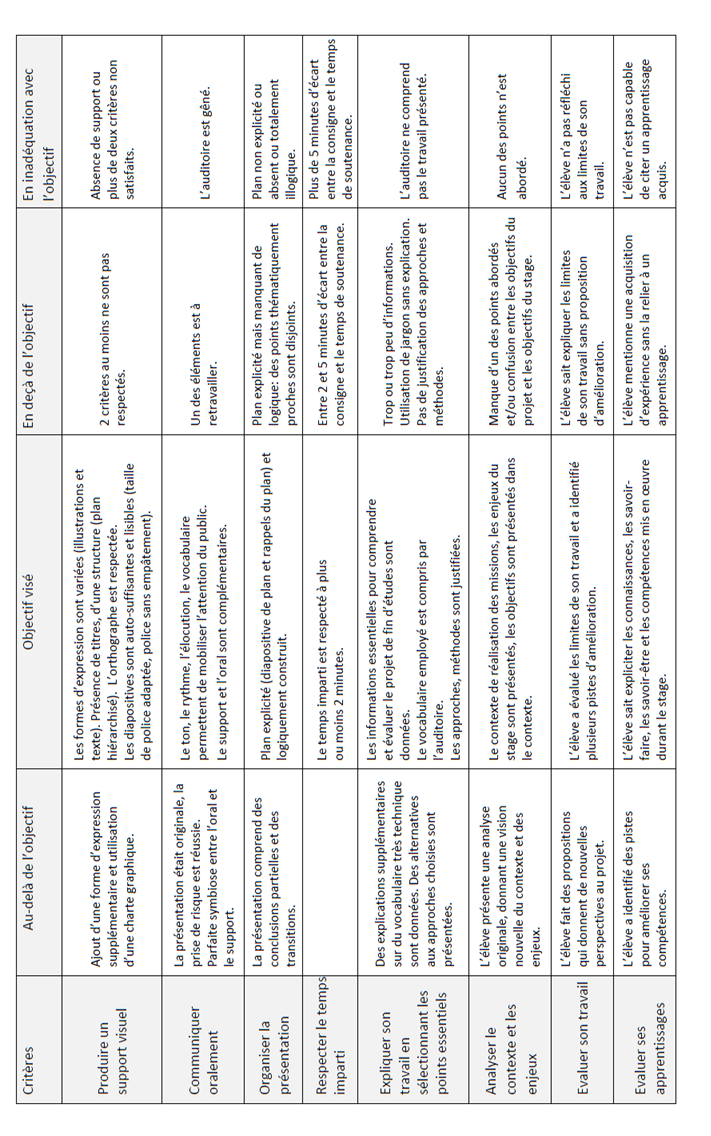 Critères
Au-delà de l'objectif
Objectif visé
En deçà de l'objectif
En inadéquation avec
l'objectif
Produire un
support visuel
Ajout d'une forme d'expression
supplémentaire et utilisation
d'une charte graphique.
Les formes d'expression sont variées (illustrations et
texte). Présence de titres, d'une structure (plan
hiérarchisé). L'orthographe est respectée.
Les diapositives sont auto-suffisantes et lisibles (taille
de police adaptée, police sans empâtement).
2 critères au moins ne sont pas
respectés.
Absence de support ou
plus de deux critères non
satisfaits.
Communiquer
oralement
La présentation était originale, la
prise de risque est réussie.
Parfaite symbiose entre l'oral et
le support.
Le ton, le rythme, l'élocution, le vocabulaire
permettent de mobiliser l'attention du public.
Le support et l'oral sont complémentaires.
Un des éléments est à
retravailler.
L'auditoire est gêné.
Organiser la
présentation
La présentation comprend des
conclusions partielles et des
transitions.
Plan explicité (diapositive de plan et rappels du plan) et
logiquement construit.
Plan explicité mais manquant de
logique: des points thématiquement
proches sont disjoints.
Plan non explicité ou
absent ou totalement
illogique.
Respecter le temps
imparti
Le temps imparti est respecté à plus
ou moins 2 minutes.
Entre 2 et 5 minutes d'écart entre la
consigne et le temps de soutenance.
Plus de 5 minutes d'écart
entre la consigne et le temps
de soutenance.
Expliquer son
travail en
sélectionnant les
points essentiels
Des explications supplémentaires
sur du vocabulaire très technique
sont données. Des alternatives
aux approches choisies sont
présentées.
Les informations essentielles pour comprendre
et évaluer le projet de fin d'études sont
données.
Le vocabulaire employé est compris par
l'auditoire.
Les approches, méthodes sont justifiées.
Trop ou trop peu d'informations.
Utilisation de jargon sans explication.
Pas de justification des approches et
méthodes.
L'auditoire ne comprend
pas le travail présenté.
Analyser le
contexte et les
enjeux
L'élève présente une analyse
originale, donnant une vision
nouvelle du contexte et des
enjeux.
Le contexte de réalisation des missions, les enjeux du
stage sont présentés, les objectifs sont présentés dans
le contexte.
Manque d'un des points abordés
et/ou confusion entre les objectifs du
projet et les objectifs du stage.
Aucun des points n'est
abordé.
Evaluer son travail
L'élève fait des propositions
qui donnent de nouvelles
perspectives au projet.
L'élève a évalué les limites de son travail et a identifié
plusieurs pistes d'amélioration.
L'élève sait expliquer les limites
de son travail sans proposition
d'amélioration.
L'élève n'a pas réfléchi
aux limites de son
travail.
Evaluer ses
apprentissages
L'élève a identifié des pistes
pour améliorer ses
compétences.
L'élève sait expliciter les connaissances, les savoir-
faire, les savoir-être et les compétences mis en œuvre
durant le stage.
L'élève mentionne une acquisition
d'expérience sans la relier à un
apprentissage.
L'élève n'est pas capable
de citer un apprentissage
acquis.